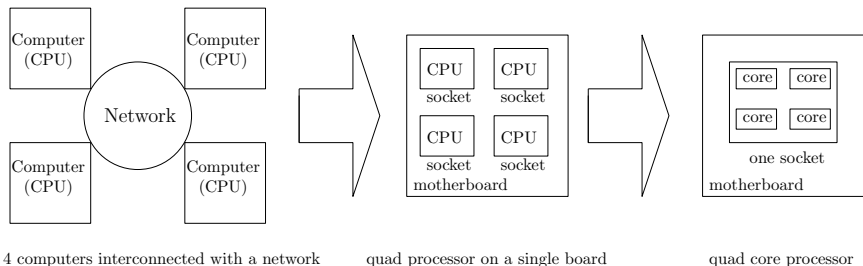 Computer
(CPU)
Computer
(CPU)
Network
Computer
(CPU)
Computer
(CPU)
4 computers interconnected with a network
CPU
socket
CPU
socket
CPU
socket
CPU
socket
motherboard
quad processor on a single board
core
core
core
core
one socket
motherboard
quad core processor